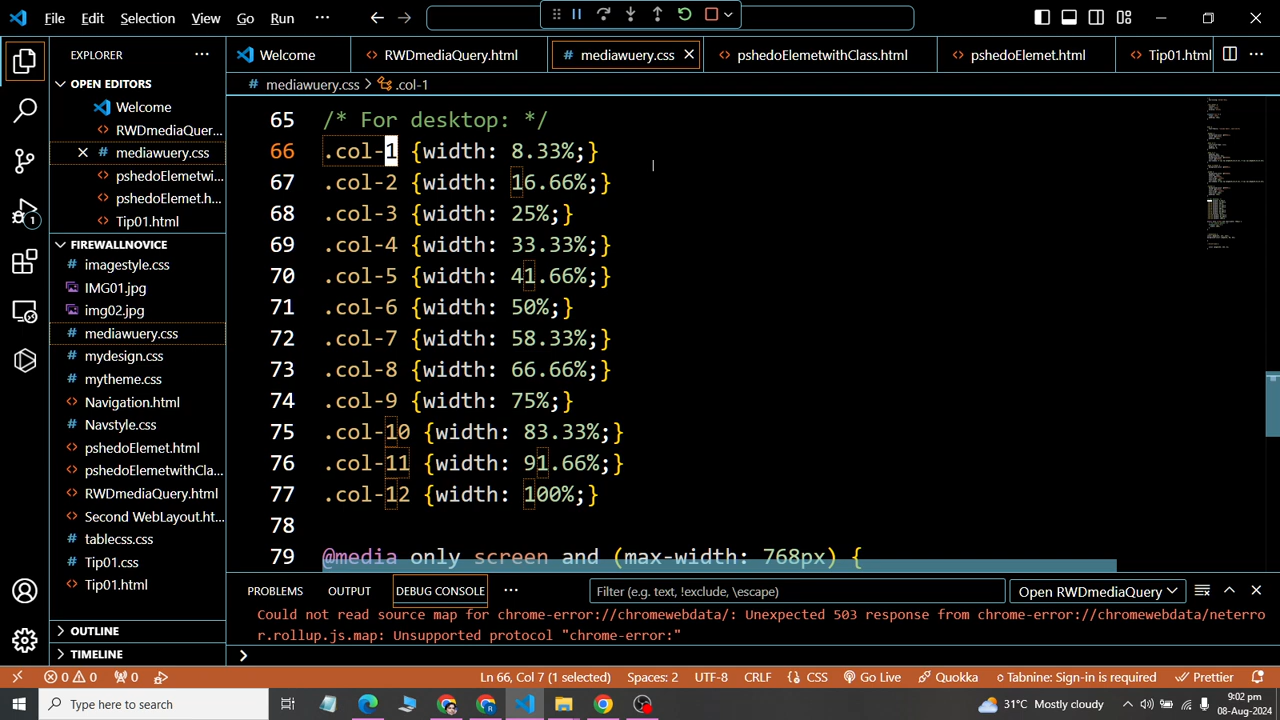 File Edit Selection View Go Run ···
EXPLORER ···
Welcome RWDmediaQuery.html mediawuery.css pshedoElemetwithClass.html pshedoElemet.html Tip01.html ···
mediawuery.css > .col-1
OPEN EDITORS
Welcome
RWDmediaQuer...
mediawuery.css
pshedoElemetwi...
pshedoElemet.h...
Tip01.html
FIREWALLNOVICE
imagestyle.css
IMG01.jpg
img02.jpg
mediawuery.css
mydesign.css
mytheme.css
Navigation.html
Navstyle.css
pshedoElemet.html
pshedoElemetwithCla...
RWDmediaQuery.html
Second WebLayout.ht...
tablecss.css
Tip01.css
Tip01.html
OUTLINE
TIMELINE
1
65 /* For desktop: */
66 .col-1 {width: 8.33%;}
67 .col-2 {width: 16.66%;}
68 .col-3 {width: 25%;}
69 .col-4 {width: 33.33%;}
70 .col-5 {width: 41.66%;}
71 .col-6 {width: 50%;}
72 .col-7 {width: 58.33%;}
73 .col-8 {width: 66.66%;}
74 .col-9 {width: 75%;}
75 .col-10 {width: 83.33%;}
76 .col-11 {width: 91.66%;}
77 .col-12 {width: 100%;}
78
79 @media only screen and (max-width: 768px) {
PROBLEMS OUTPUT DEBUG CONSOLE ··· Filter (e.g. text, !exclude, \escape) Open RWDmediaQuery
Could not read source map for chrome-error://chromewebdata/: Unexpected 503 response from chrome-error://chromewebdata/neterro
r.rollup.js.map: Unsupported protocol "chrome-error:"
0 0 0 Ln 66, Col 7 (1 selected) Spaces: 2 UTF-8 CRLF CSS Go Live Quokka Tabnine: Sign-in is required Prettier
Type here to search 31°C Mostly cloudy 9:02 pm
08-Aug-2024